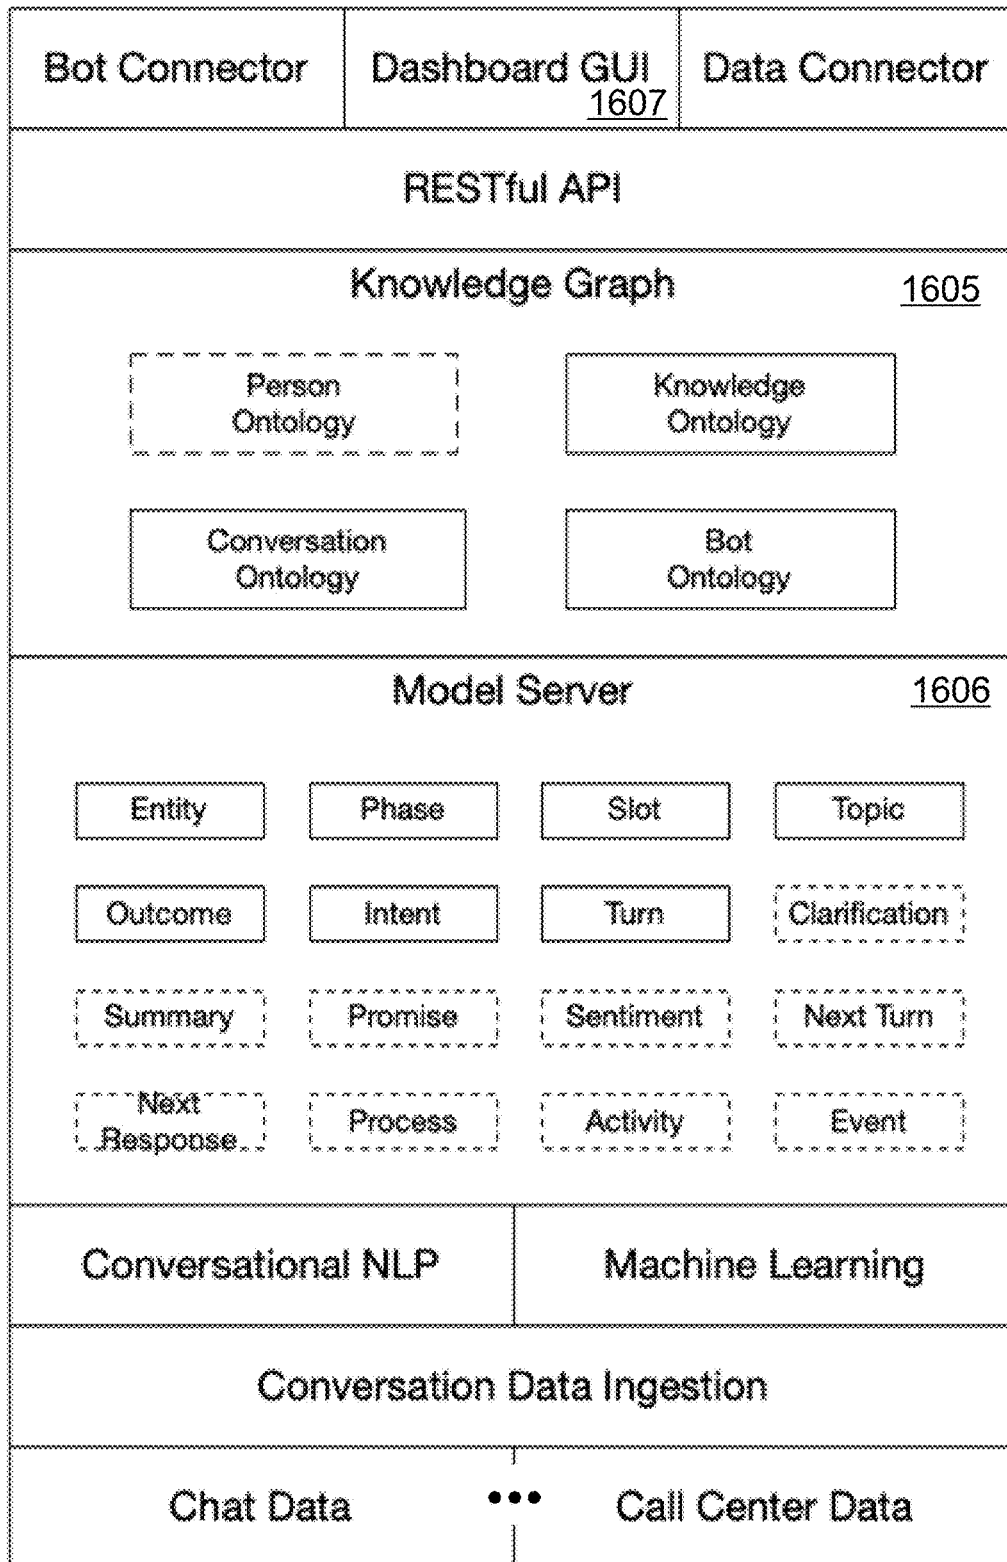 Bot Connector
Dashboard GUI
1607
Data Connector
RESTful API
Knowledge Graph
1605
Person
Ontology
Knowledge
Ontology
Conversation
Ontology
Bot
Ontology
Model Server
1606
Entity
Phase
Slot
Topic
Outcome
Intent
Turn
Clarification
Summary
Promise
Sentiment
Next Turn
Next
Response
Process
Activity
Event
Conversational NLP
Machine Learning
Conversation Data Ingestion
Chat Data
•••
Call Center Data